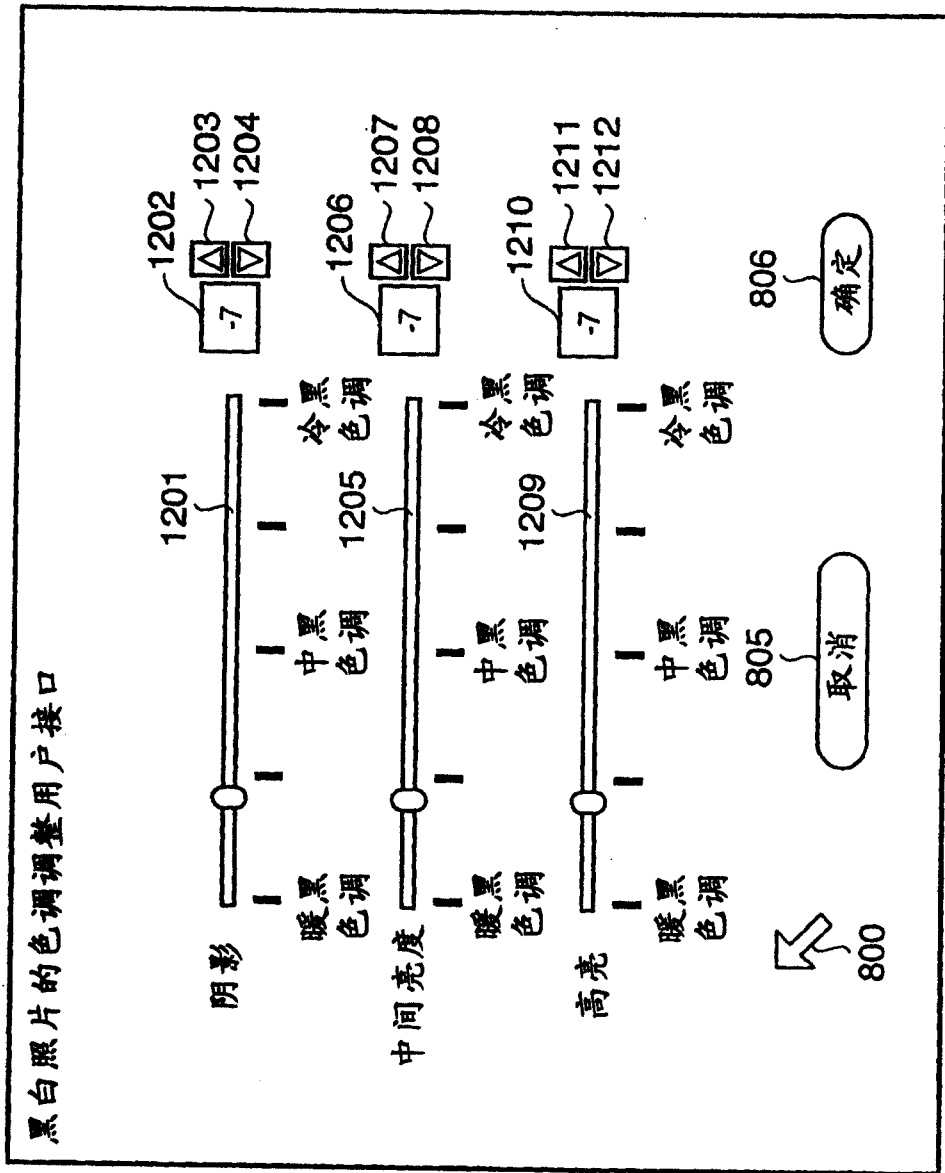 黑白照片的色调调整用户接口
阴影
1201
1202
1203
1204
-7
暖黑
色调
中黑
色调
冷黑
色调
中间亮度
1205
1206
1207
1208
-7
暖黑
色调
中黑
色调
冷黑
色调
高亮
1209
1210
1211
1212
-7
暖黑
色调
中黑
色调
冷黑
色调
800
805
取消
806
确定